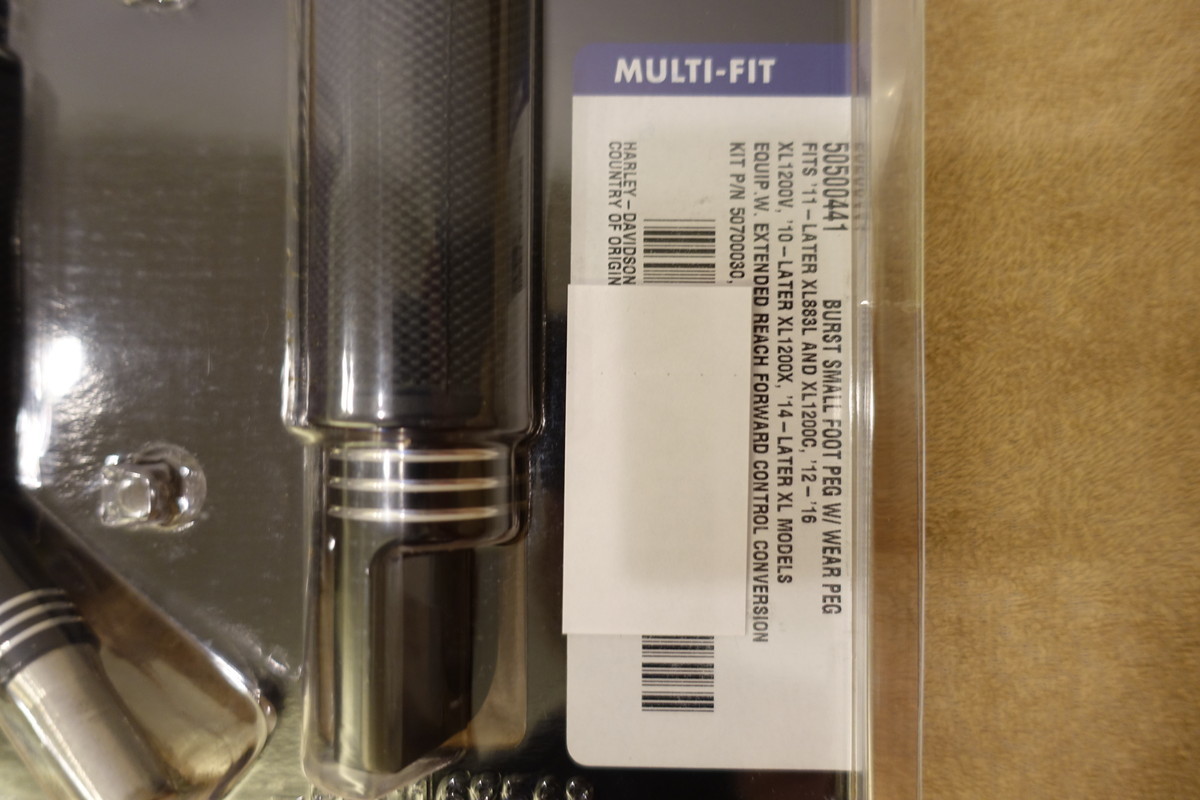 MULTI-FIT
50500441 BURST SMALL FOOT PEG W/ WEAR PEG
FITS '11–LATER XL883L AND XL1200C, '12–'16
XL1200V, '10–LATER XL1200X, '14–LATER XL MODELS
EQUIP.W. EXTENDED REACH FORWARD CONTROL CONVERSION
KIT P/N 50700030,
HARLEY–DAVIDSON
COUNTRY OF ORIGIN